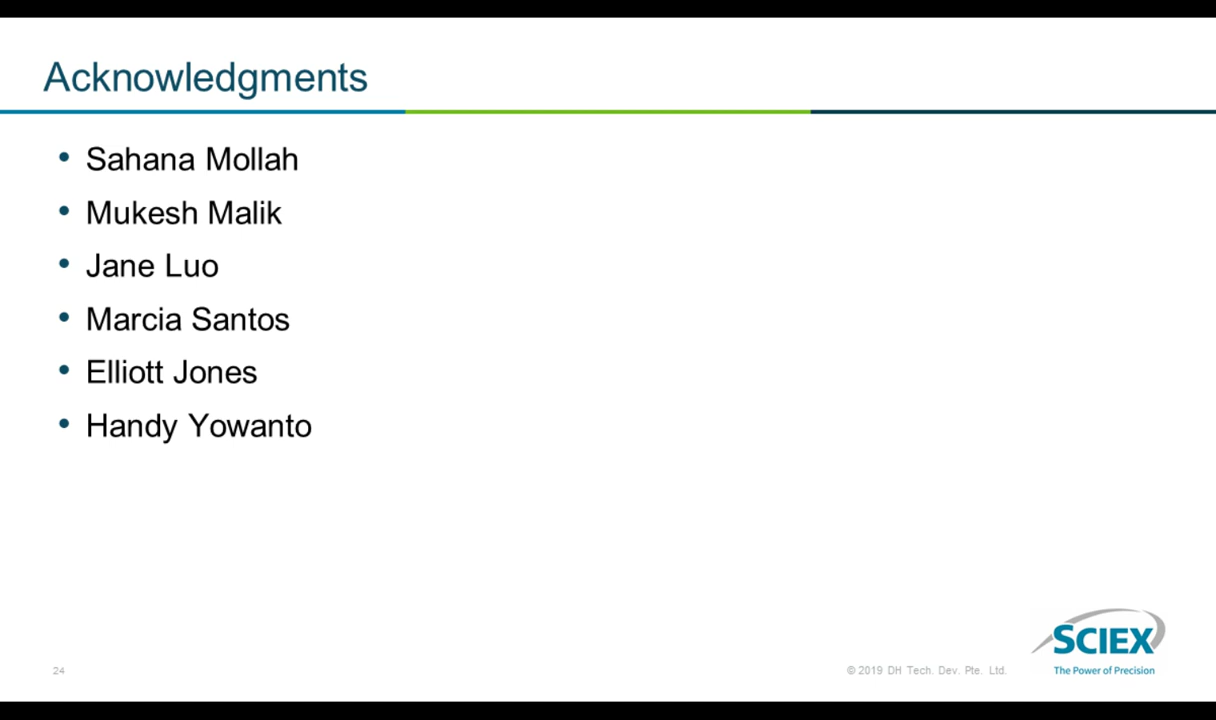 Acknowledgments
• Sahana Mollah
• Mukesh Malik
• Jane Luo
• Marcia Santos
• Elliott Jones
• Handy Yowanto
24
© 2019 DH Tech. Dev. Pte. Ltd.
SCIEX
The Power of Precision